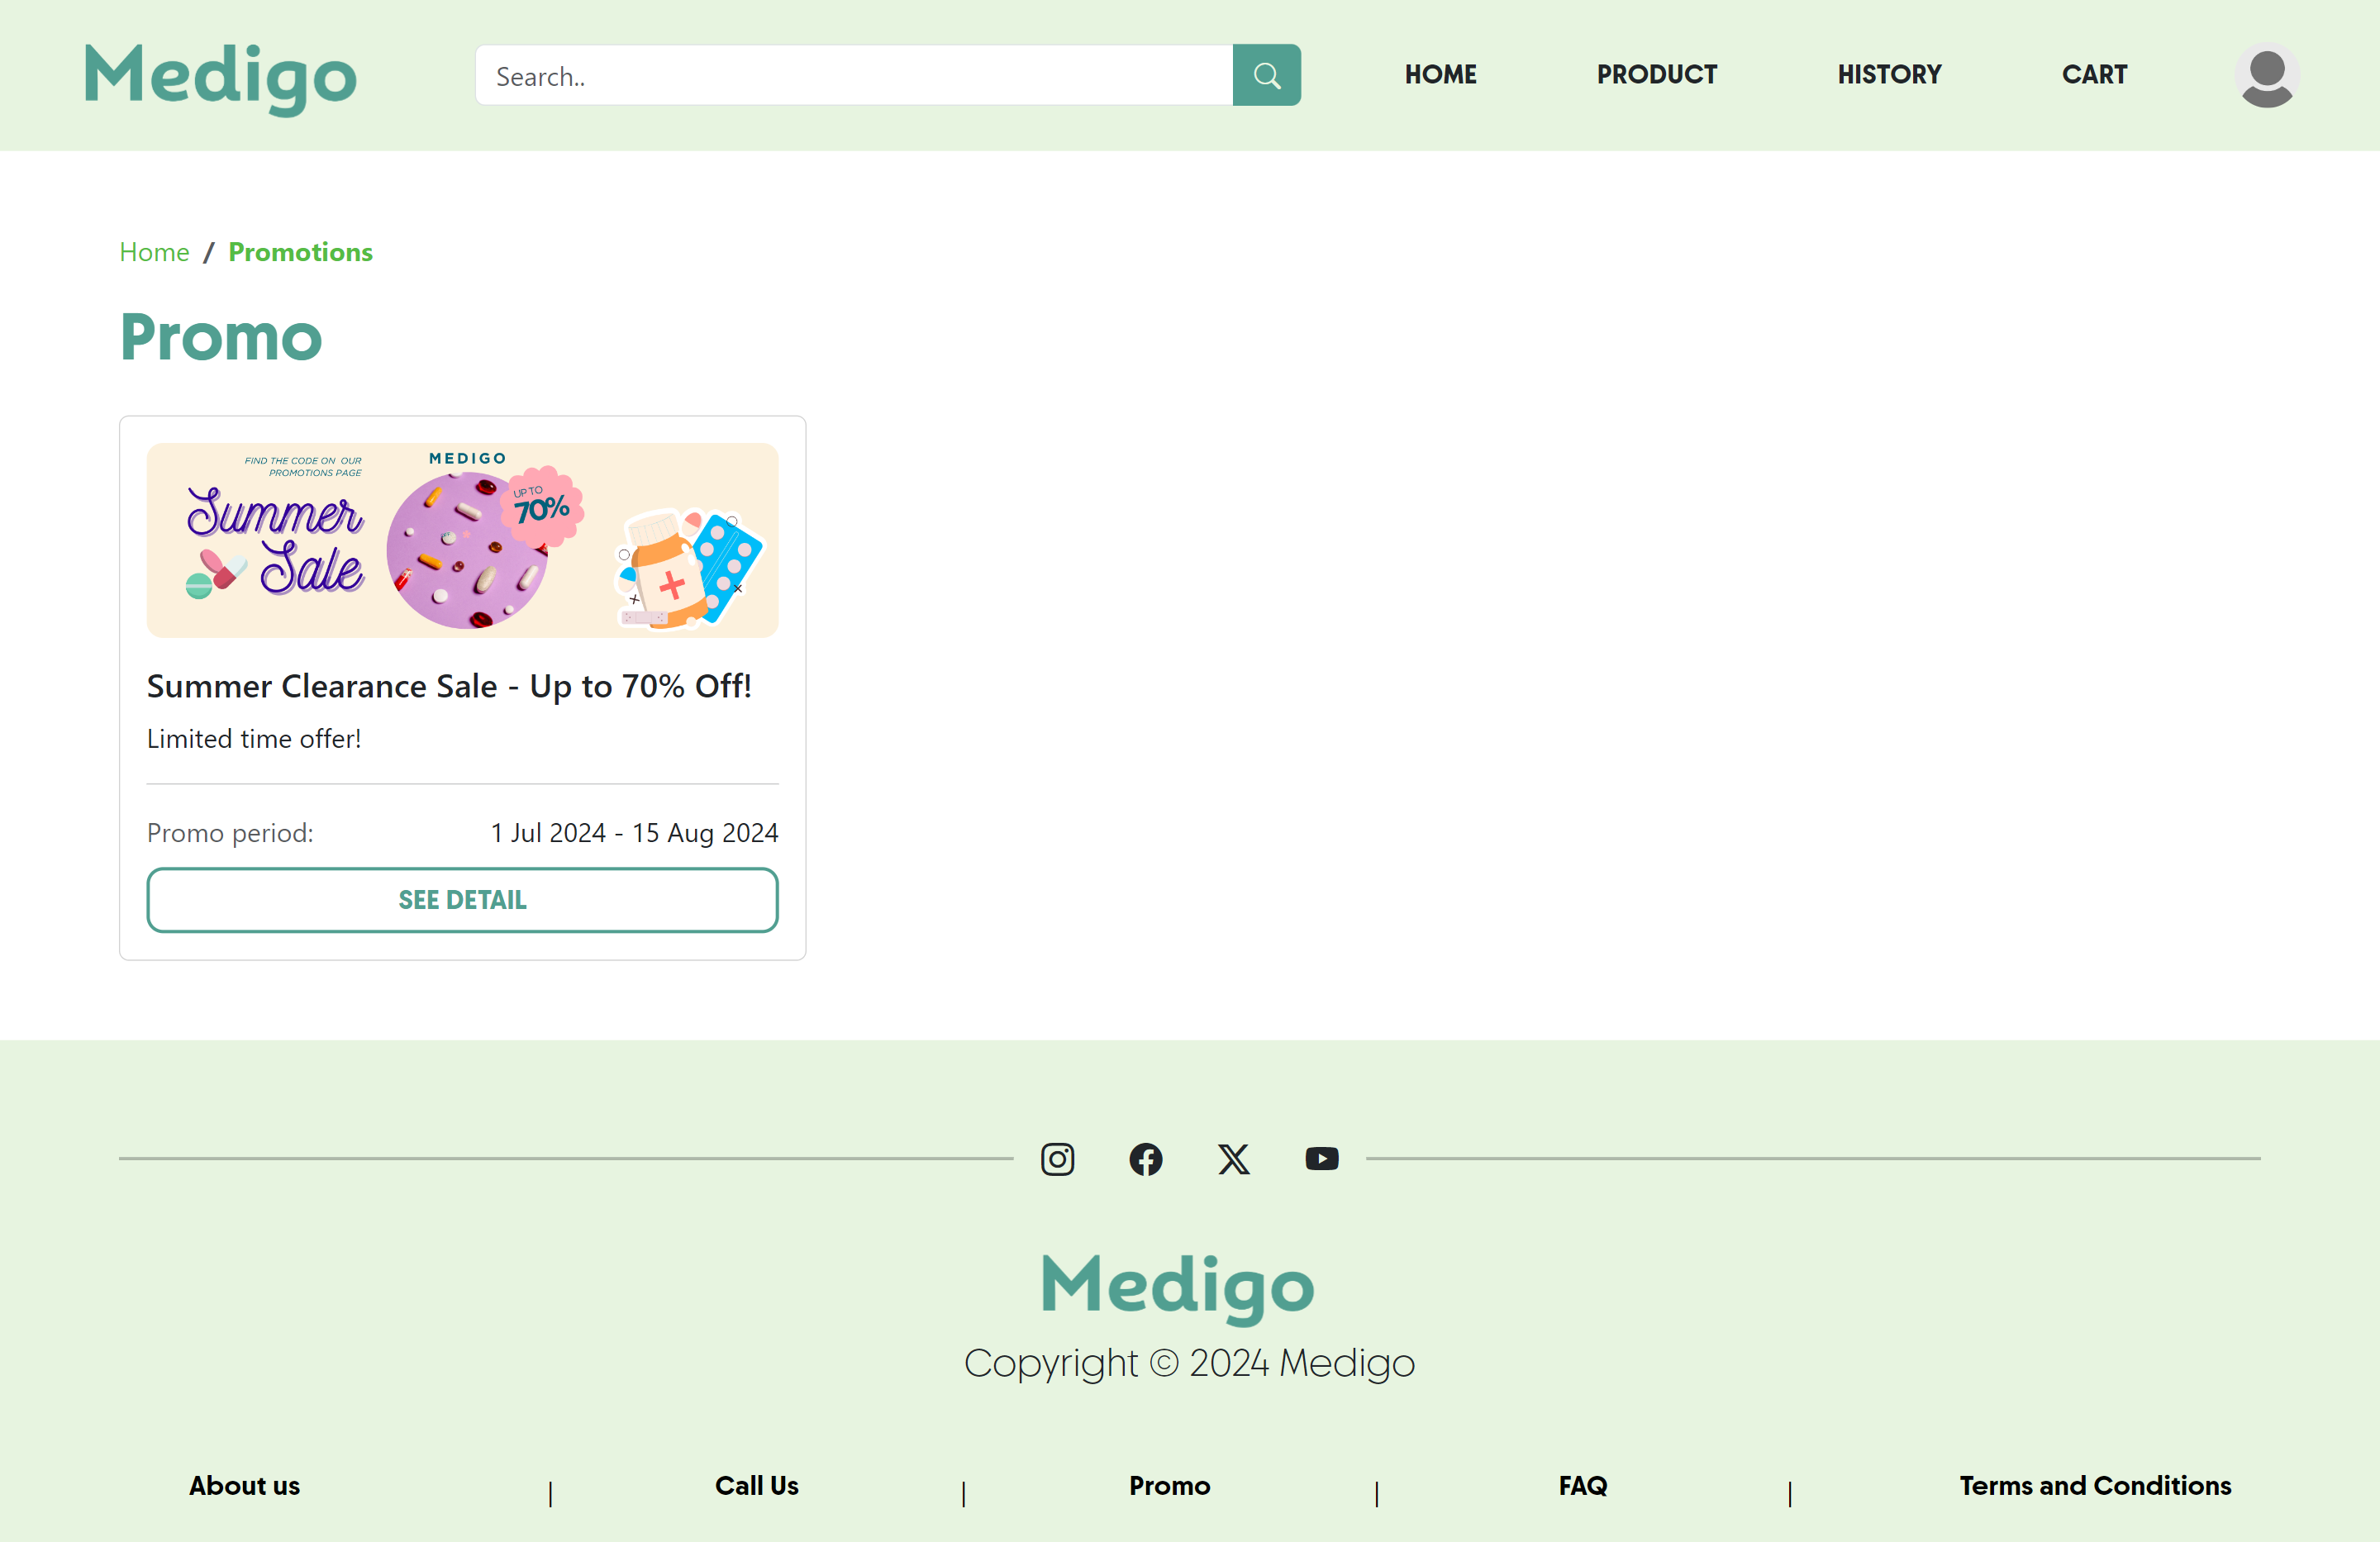 Medigo
Search..
HOME
PRODUCT
HISTORY
CART
Home / Promotions
Promo
FIND THE CODE ON OUR
PROMOTIONS PAGE
Summer
Sale
MEDIGO
UP TO
70%
Summer Clearance Sale - Up to 70% Off!
Limited time offer!
Promo period: 1 Jul 2024 - 15 Aug 2024
SEE DETAIL
Medigo
Copyright © 2024 Medigo
About us | Call Us | Promo | FAQ | Terms and Conditions